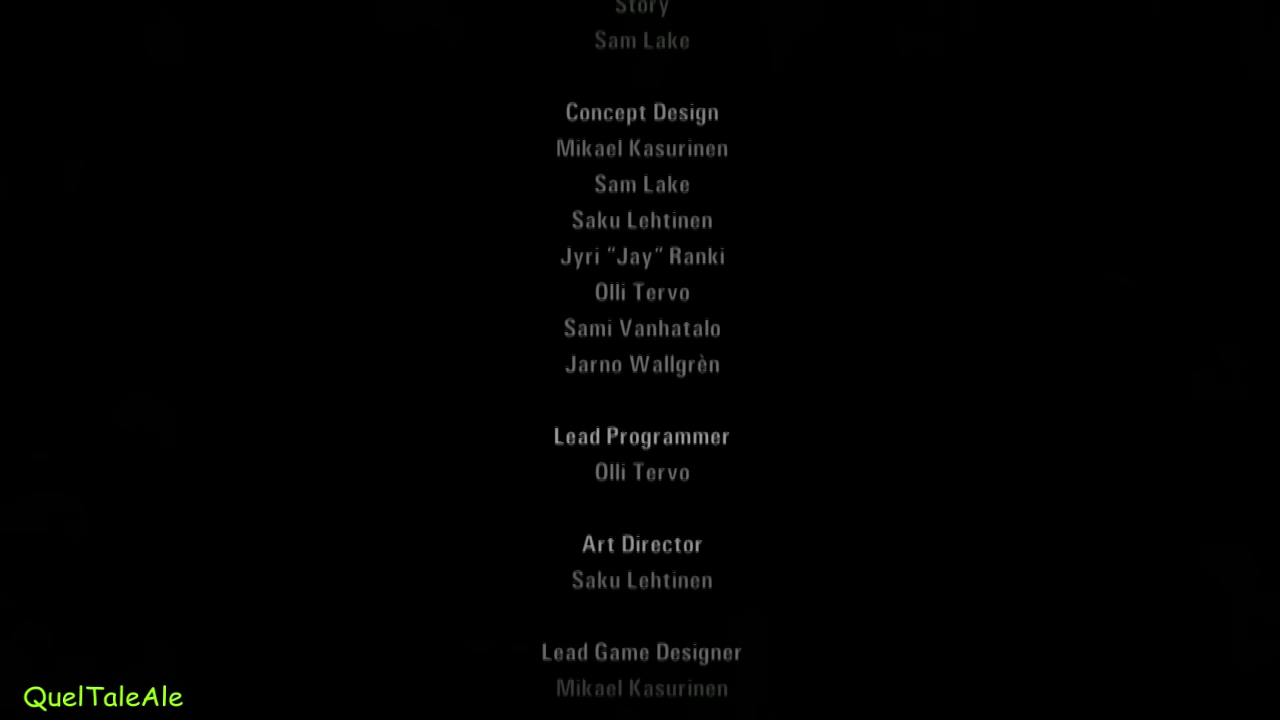 Story
Sam Lake
Concept Design
Mikael Kasurinen
Sam Lake
Saku Lehtinen
Jyri “Jay” Ranki
Olli Tervo
Sami Vanhatalo
Jarno Wallgrèn
Lead Programmer
Olli Tervo
Art Director
Saku Lehtinen
Lead Game Designer
Mikael Kasurinen
QuelTaleAle